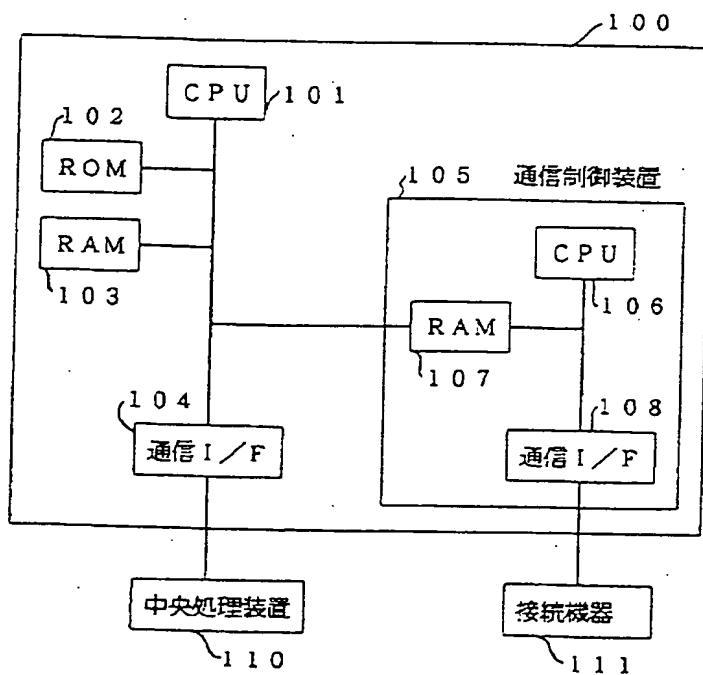 100
CPU
101
102
ROM
105 通信制御装置
RAM
103
CPU
106
RAM
107
104
通信I/F
108
通信I/F
中央処理装置
110
接続機器
111